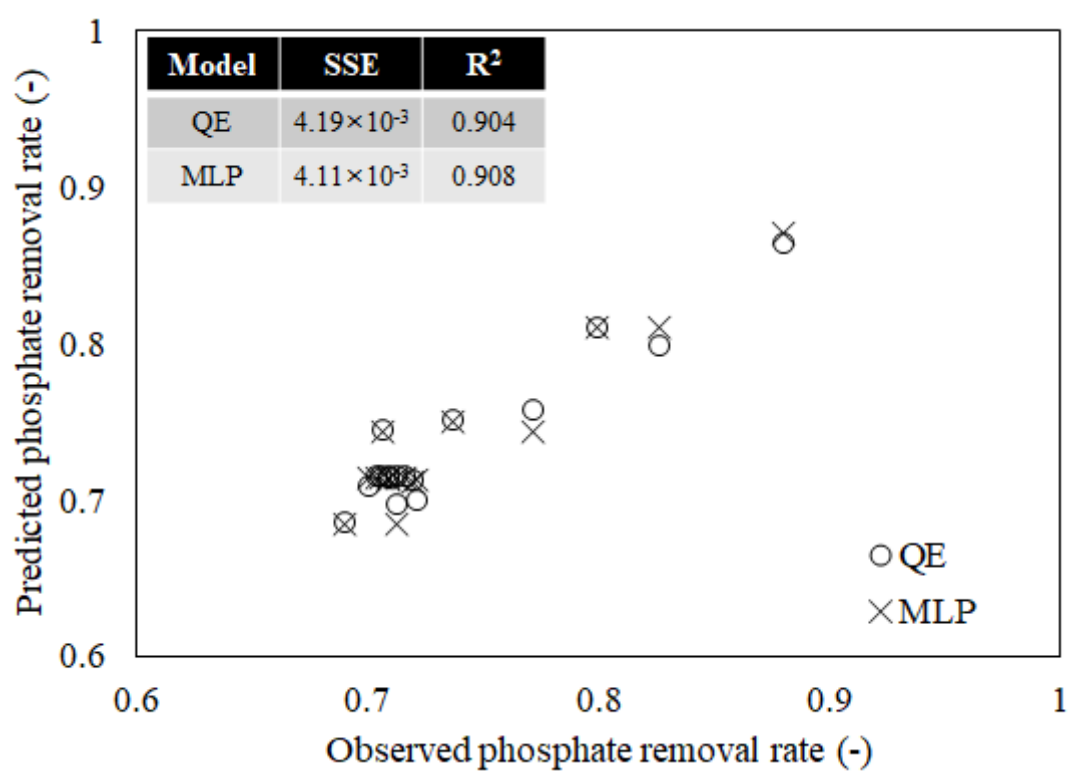 1
Model SSE R²
QE 4.19×10⁻³ 0.904
MLP 4.11×10⁻³ 0.908
0.9
0.8
0.7
0.6
Predicted phosphate removal rate (-)
QE
MLP
0.6 0.7 0.8 0.9 1
Observed phosphate removal rate (-)